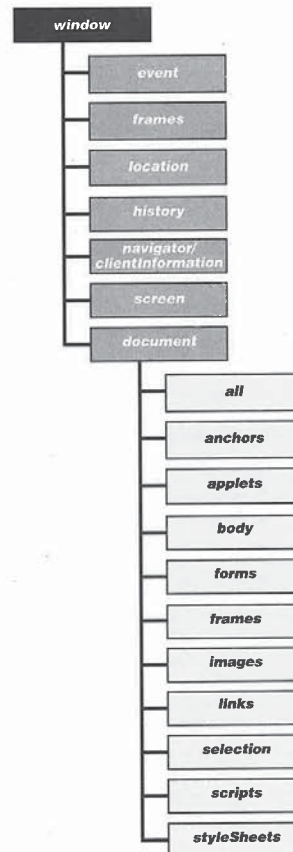 window
event
frames
location
history
navigator/
clientInformation
screen
document
all
anchors
applets
body
forms
frames
images
links
selection
scripts
styleSheets